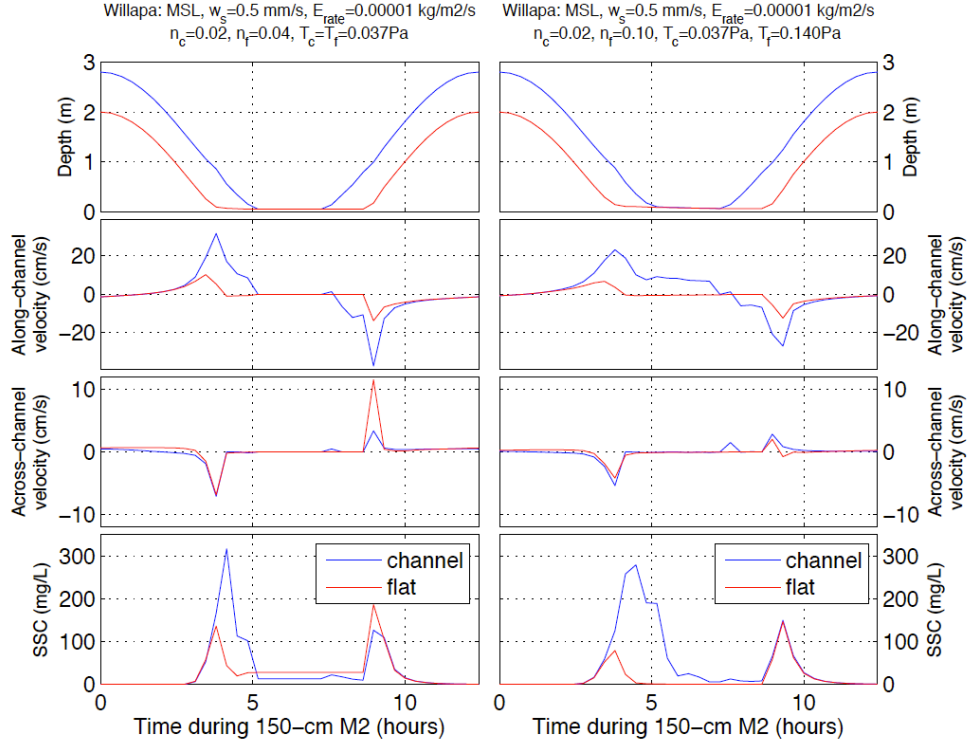 Willapa: MSL, w_s=0.5 mm/s, E_rate=0.00001 kg/m2/s
n_c=0.02, n_f=0.04, T_c=T_f=0.037Pa
Willapa: MSL, w_s=0.5 mm/s, E_rate=0.00001 kg/m2/s
n_c=0.02, n_f=0.10, T_c=0.037Pa, T_f=0.140Pa
3
2
1
0
Depth (m)
3
2
1
0
Depth (m)
20
0
−20
Along−channel
velocity (cm/s)
20
0
−20
Along−channel
velocity (cm/s)
10
0
−10
Across−channel
velocity (cm/s)
10
0
−10
Across−channel
velocity (cm/s)
300
200
100
0
SSC (mg/L)
channel
flat
0 5 10
Time during 150−cm M2 (hours)
channel
flat
300
200
100
0
SSC (mg/L)
0 5 10
Time during 150−cm M2 (hours)